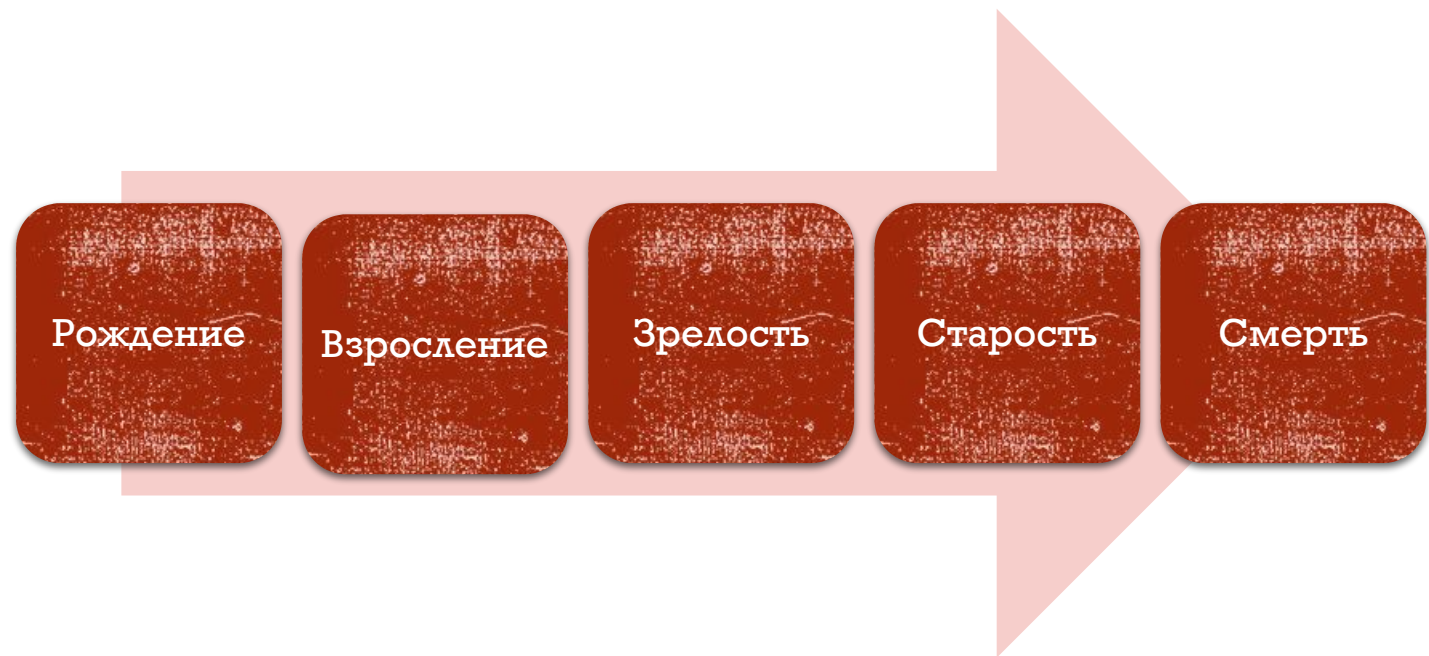 Рождение
Взросление
Зрелость
Старость
Смерть